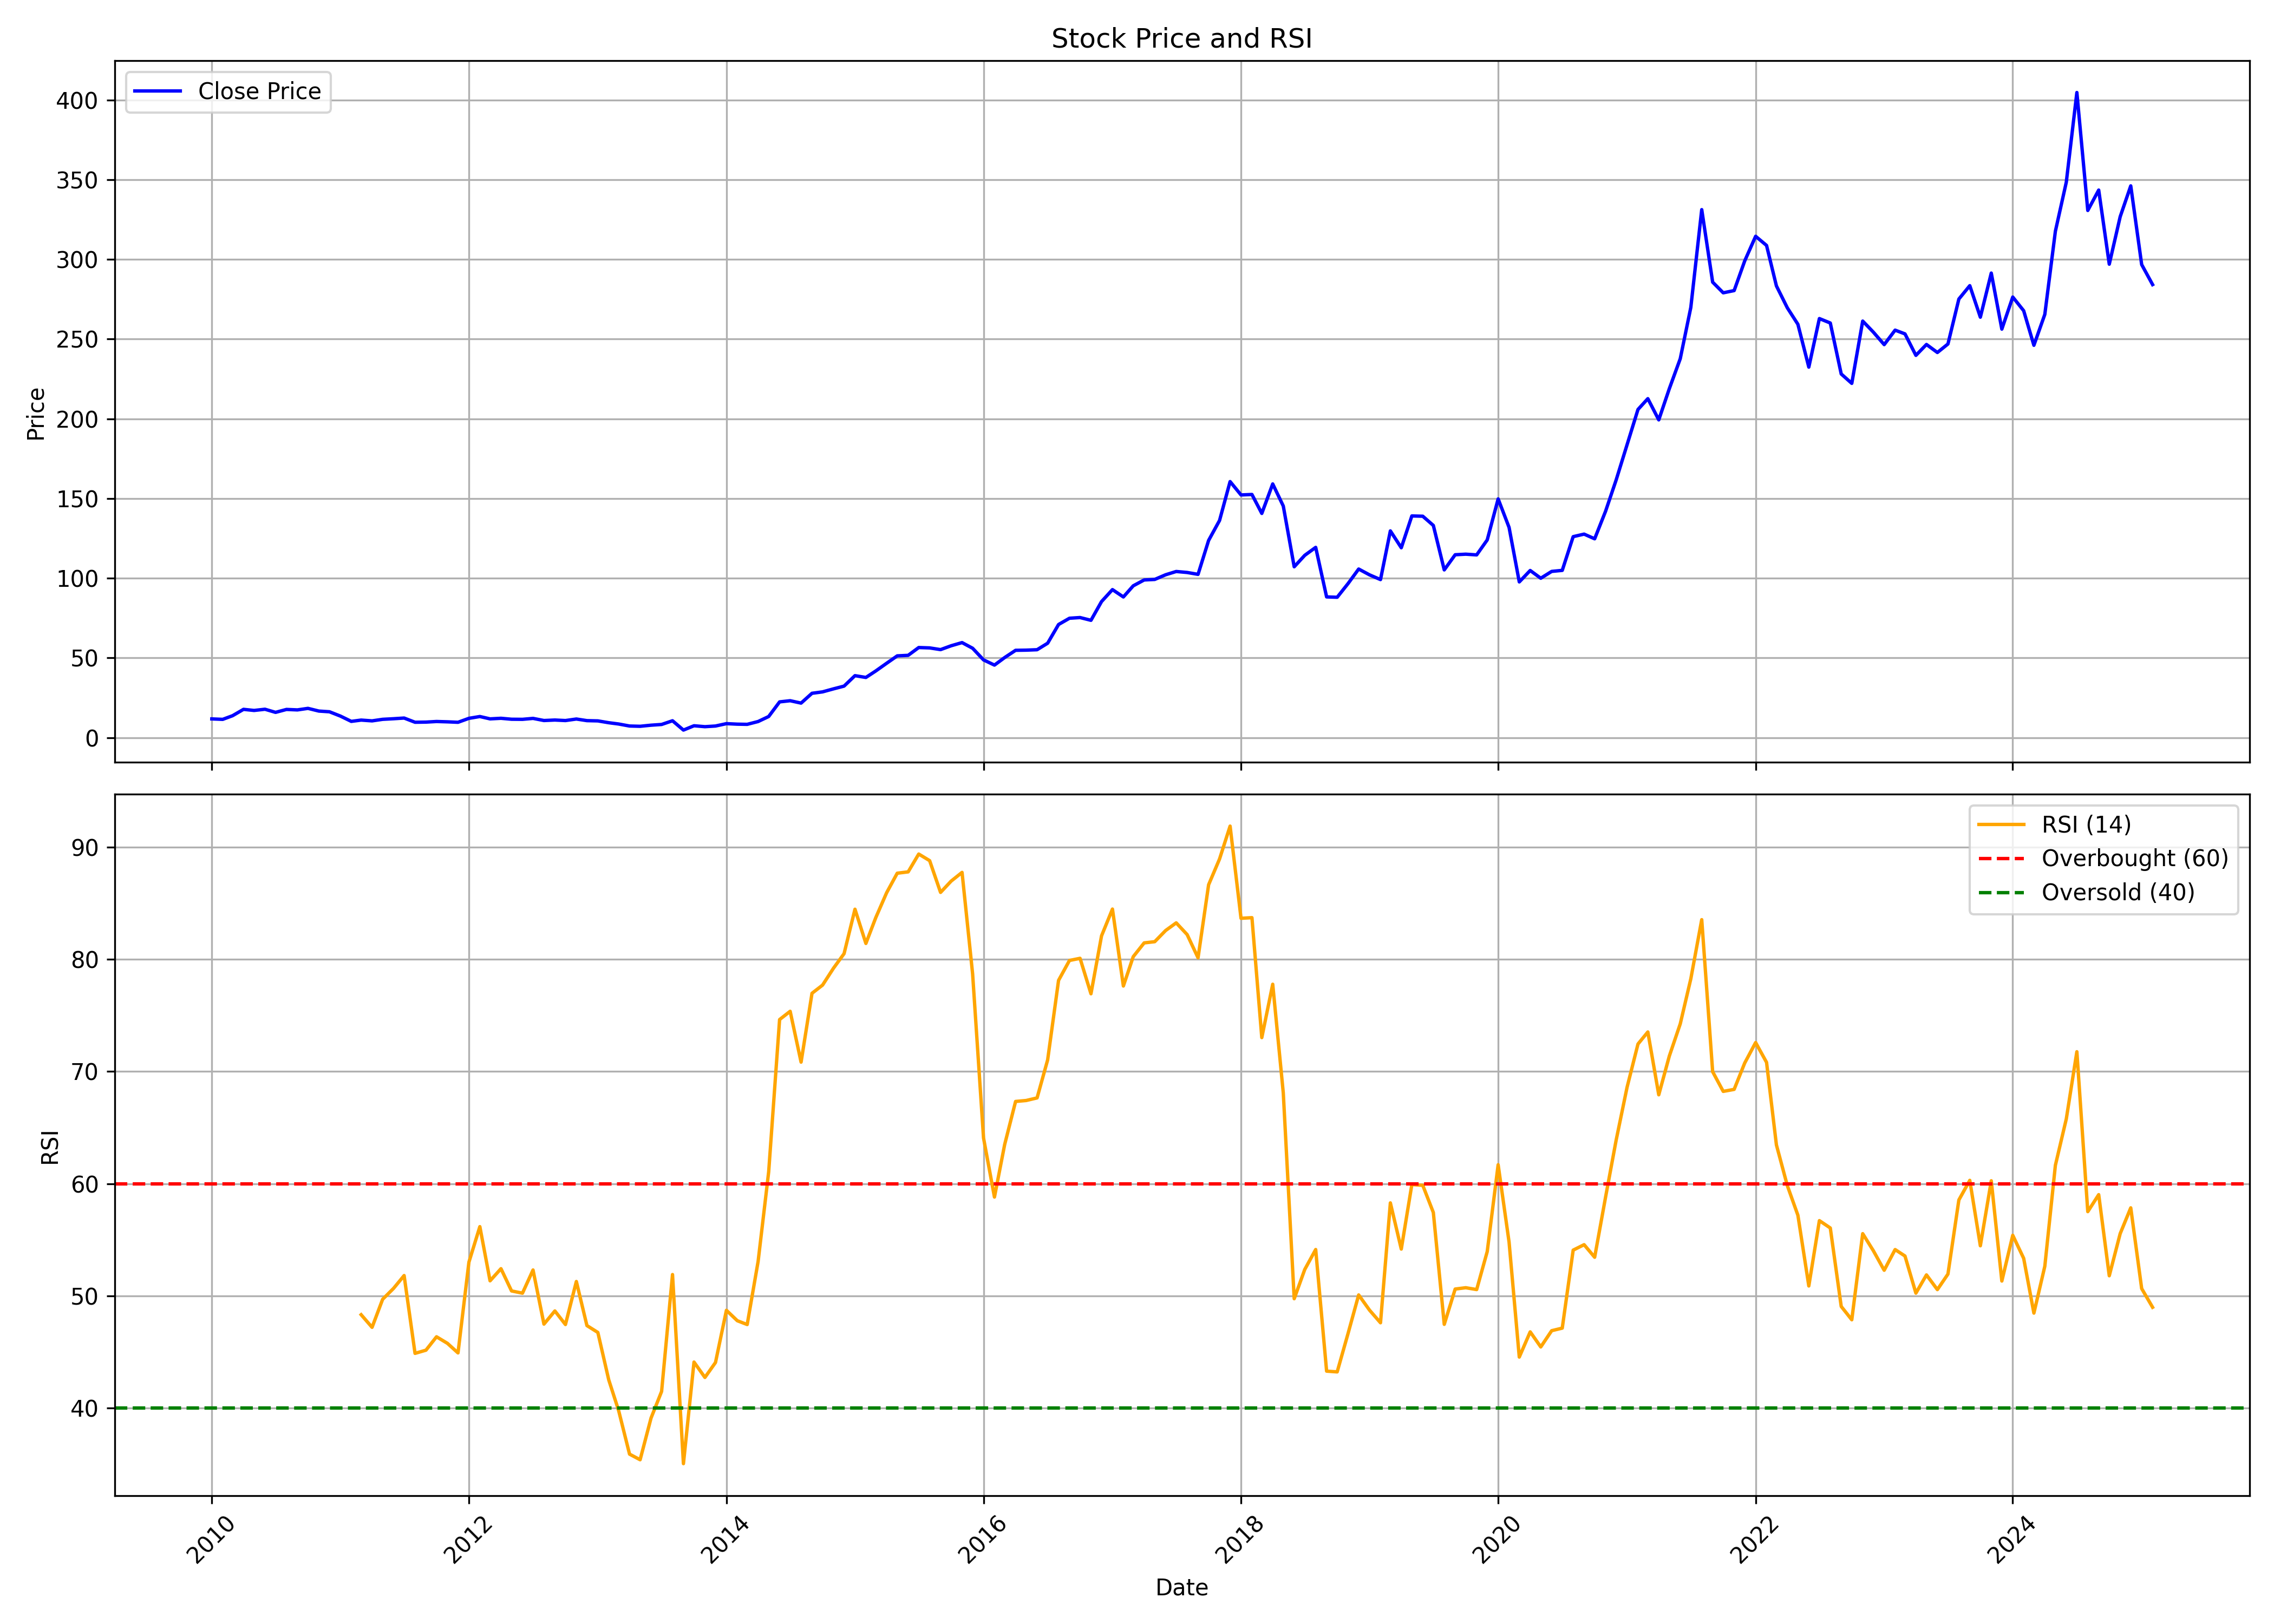 Stock Price and RSI
Close Price
400
350
300
250
200
150
100
50
0
Price
RSI (14)
Overbought (60)
Oversold (40)
90
80
70
60
50
40
RSI
2010
2012
2014
2016
2018
2020
2022
2024
Date